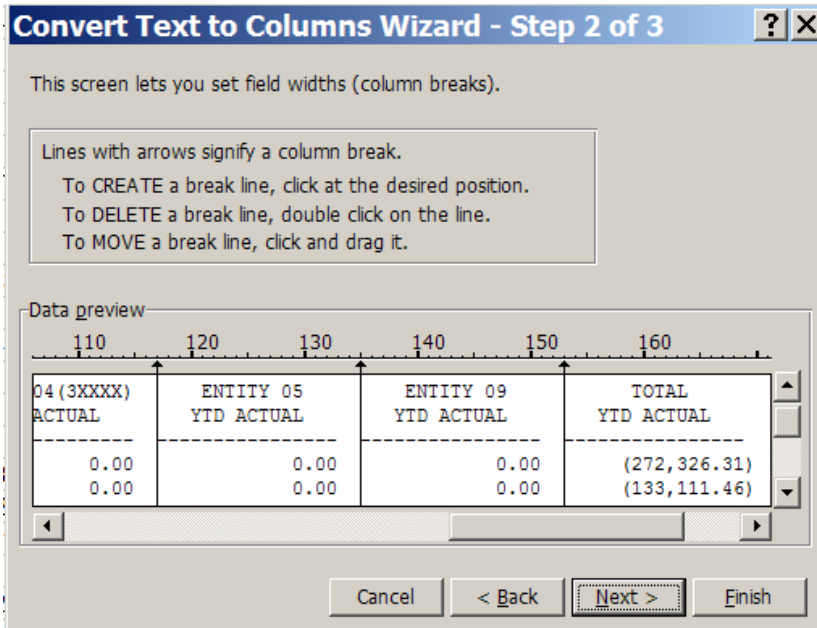 Convert Text to Columns Wizard - Step 2 of 3 ? X
This screen lets you set field widths (column breaks).
Lines with arrows signify a column break.
To CREATE a break line, click at the desired position.
To DELETE a break line, double click on the line.
To MOVE a break line, click and drag it.
Data preview
110 120 130 140 150 160
04(3XXXX) ENTITY 05 ENTITY 09 TOTAL
ACTUAL YTD ACTUAL YTD ACTUAL YTD ACTUAL
--------- ---------------- ---------------- ----------------
0.00 0.00 0.00 (272,326.31)
0.00 0.00 0.00 (133,111.46)
Cancel < Back Next > Finish